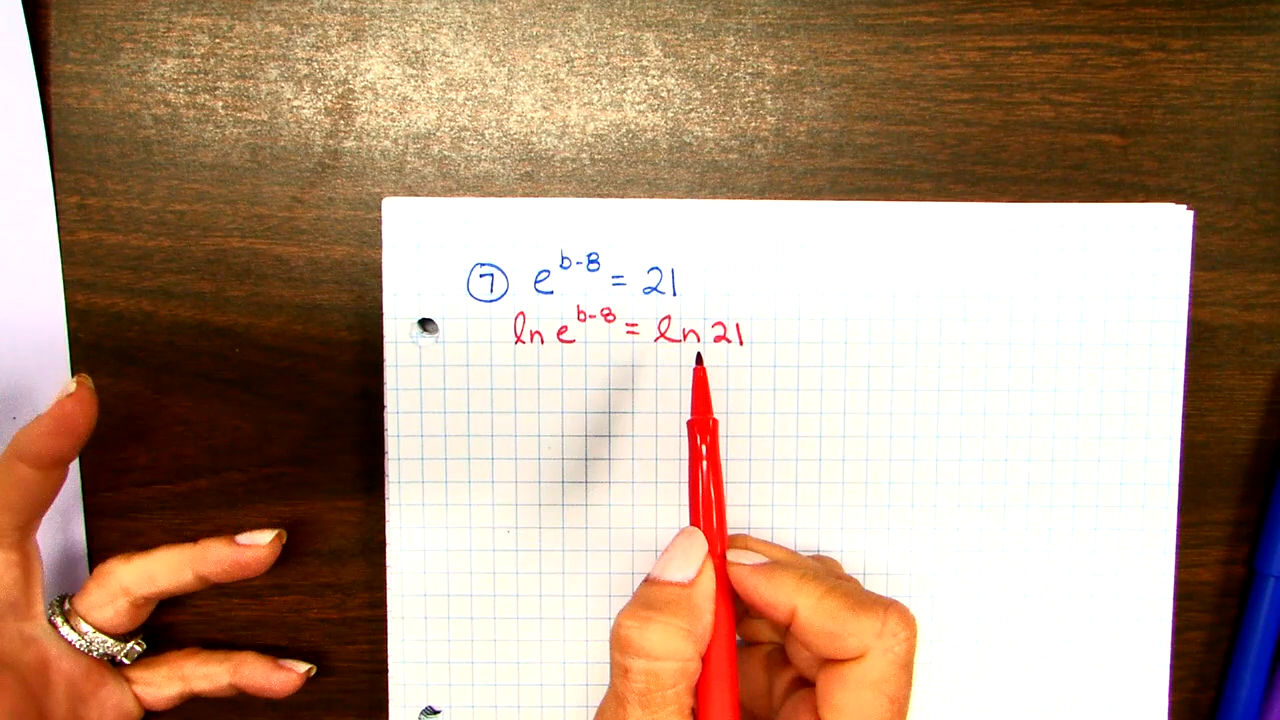 ⑦ e^{b-8} = 21
ln e^{b-8} = ln 21